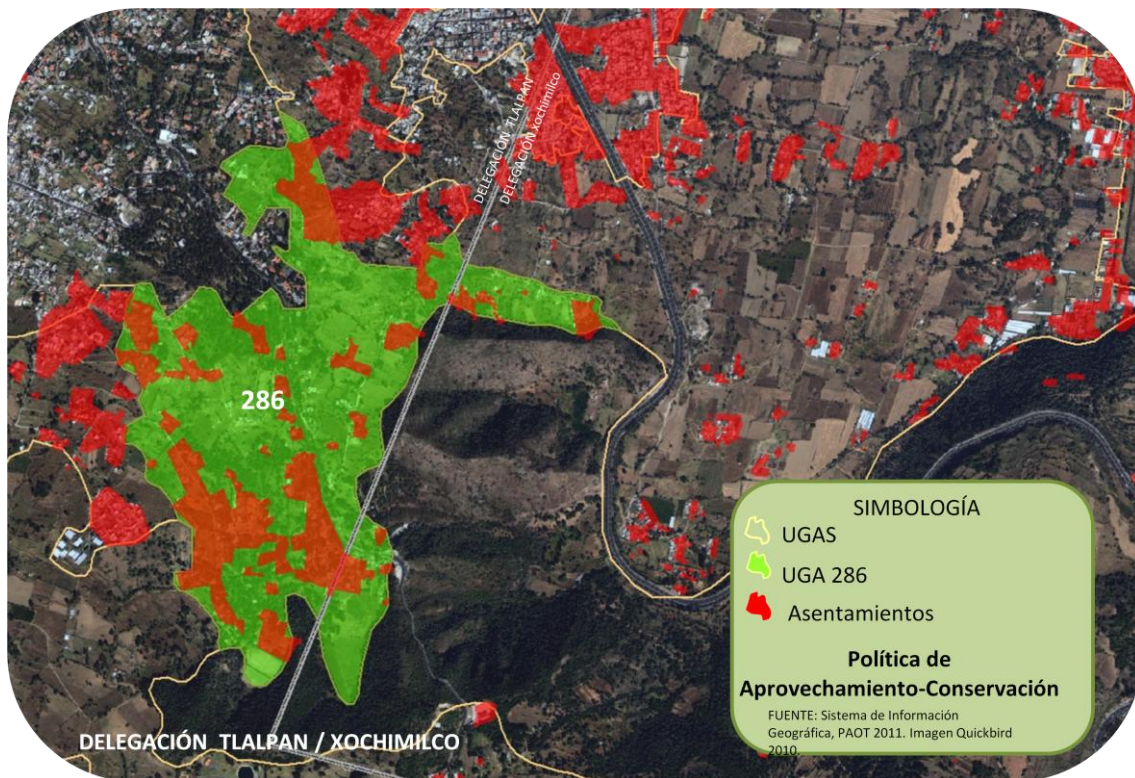 DELEGACIÓN TLALPAN
DELEGACIÓN Xochimilco
286
SIMBOLOGÍA
UGAS
UGA 286
Asentamientos
Política de
Aprovechamiento-Conservación
FUENTE: Sistema de Información
Geográfica, PAOT 2011. Imagen Quickbird
2010.
DELEGACIÓN TLALPAN / XOCHIMILCO